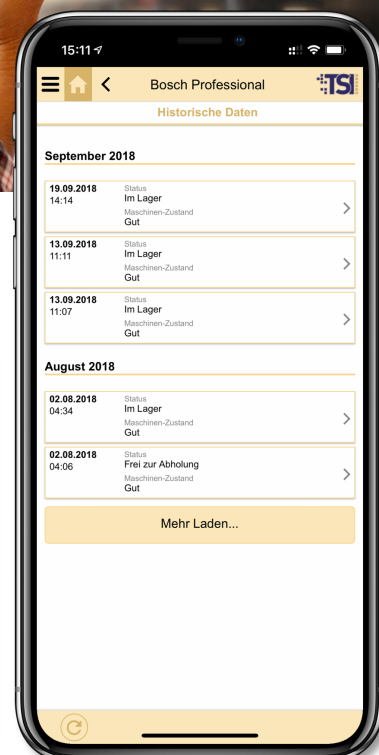 15:11
Bosch Professional
TSI
Historische Daten
September 2018
19.09.2018
14:14
Status
Im Lager
Maschinen-Zustand
Gut
13.09.2018
11:11
Status
Im Lager
Maschinen-Zustand
Gut
13.09.2018
11:07
Status
Im Lager
Maschinen-Zustand
Gut
August 2018
02.08.2018
04:34
Status
Im Lager
Maschinen-Zustand
Gut
02.08.2018
04:06
Status
Frei zur Abholung
Maschinen-Zustand
Gut
Mehr Laden...